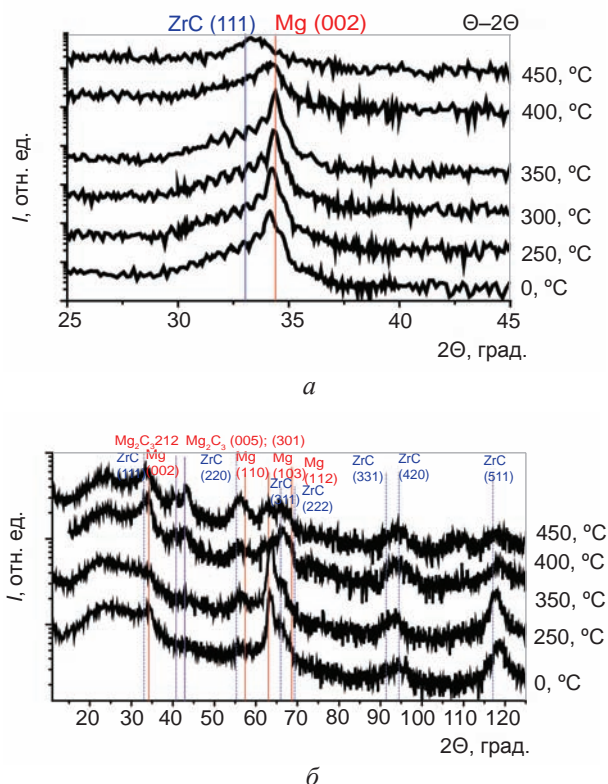 ZrC (111) Mg (002) Θ–2Θ
450, ºC
400, ºC
350, ºC
300, ºC
250, ºC
0, ºC
I, отн. ед.
25 30 35 40 45
2Θ, град.
а
Mg₂C₃212 Mg₂C₃ (005); (301)
ZrC Mg ZrC Mg Mg Mg ZrC ZrC ZrC
(111) (002) (220) (110) (103) (112) (331) (420) (511)
ZrC ZrC
(311) (222)
450, ºC
400, ºC
350, ºC
250, ºC
0, ºC
I, отн. ед.
20 30 40 50 60 70 80 90 100 110 120
2Θ, град.
б